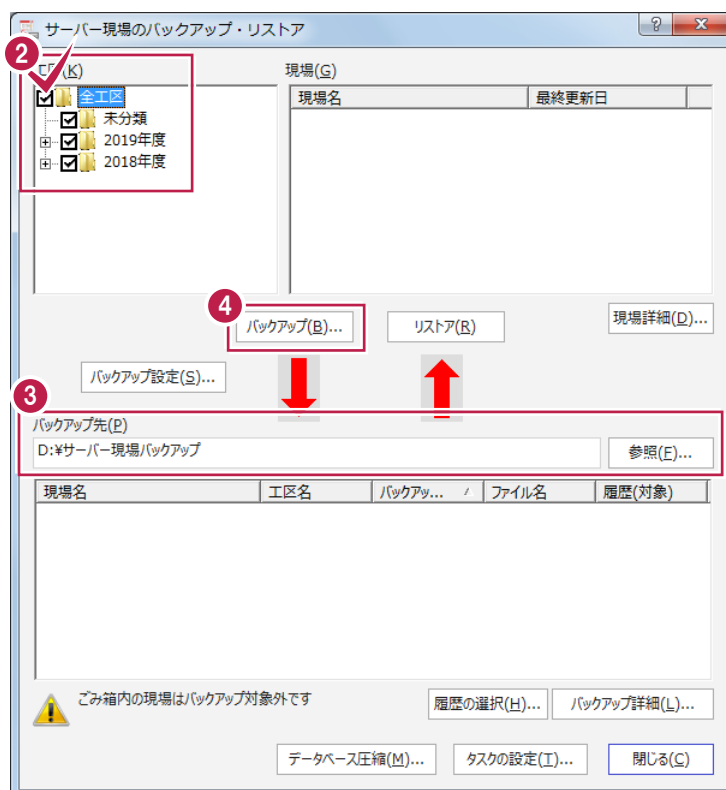 サーバー現場のバックアップ・リストア
2
工区(K)
現場(G)
全工区
未分類
2019年度
2018年度
現場名 最終更新日
4
バックアップ(B)...
リストア(R)
現場詳細(D)...
バックアップ設定(S)...
3
バックアップ先(P)
D:¥サーバー現場バックアップ
参照(F)...
現場名 工区名 バックアッ... ファイル名 履歴(対象)
ごみ箱内の現場はバックアップ対象外です
履歴の選択(H)...
バックアップ詳細(L)...
データベース圧縮(M)...
タスクの設定(T)...
閉じる(C)